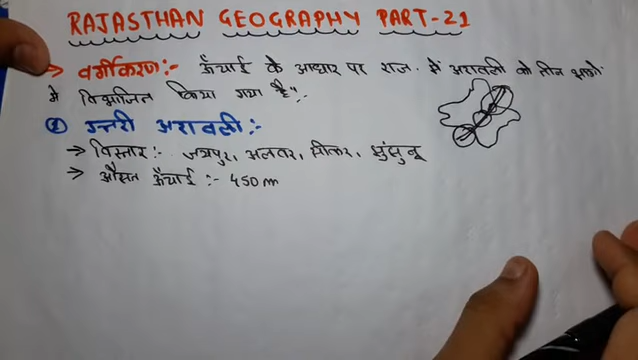 RAJASTHAN GEOGRAPHY PART-21
→ वर्गीकरण:- ऊँचाई के आधार पर राज. में अरावली को तीन भागों
मे विभाजित किया गया है":-
उत्तरी अरावली:-
→ विस्तार:- जयपुर, अलवर, सीकर, झुंझुनू
→ औसत ऊँचाई:- 450 m